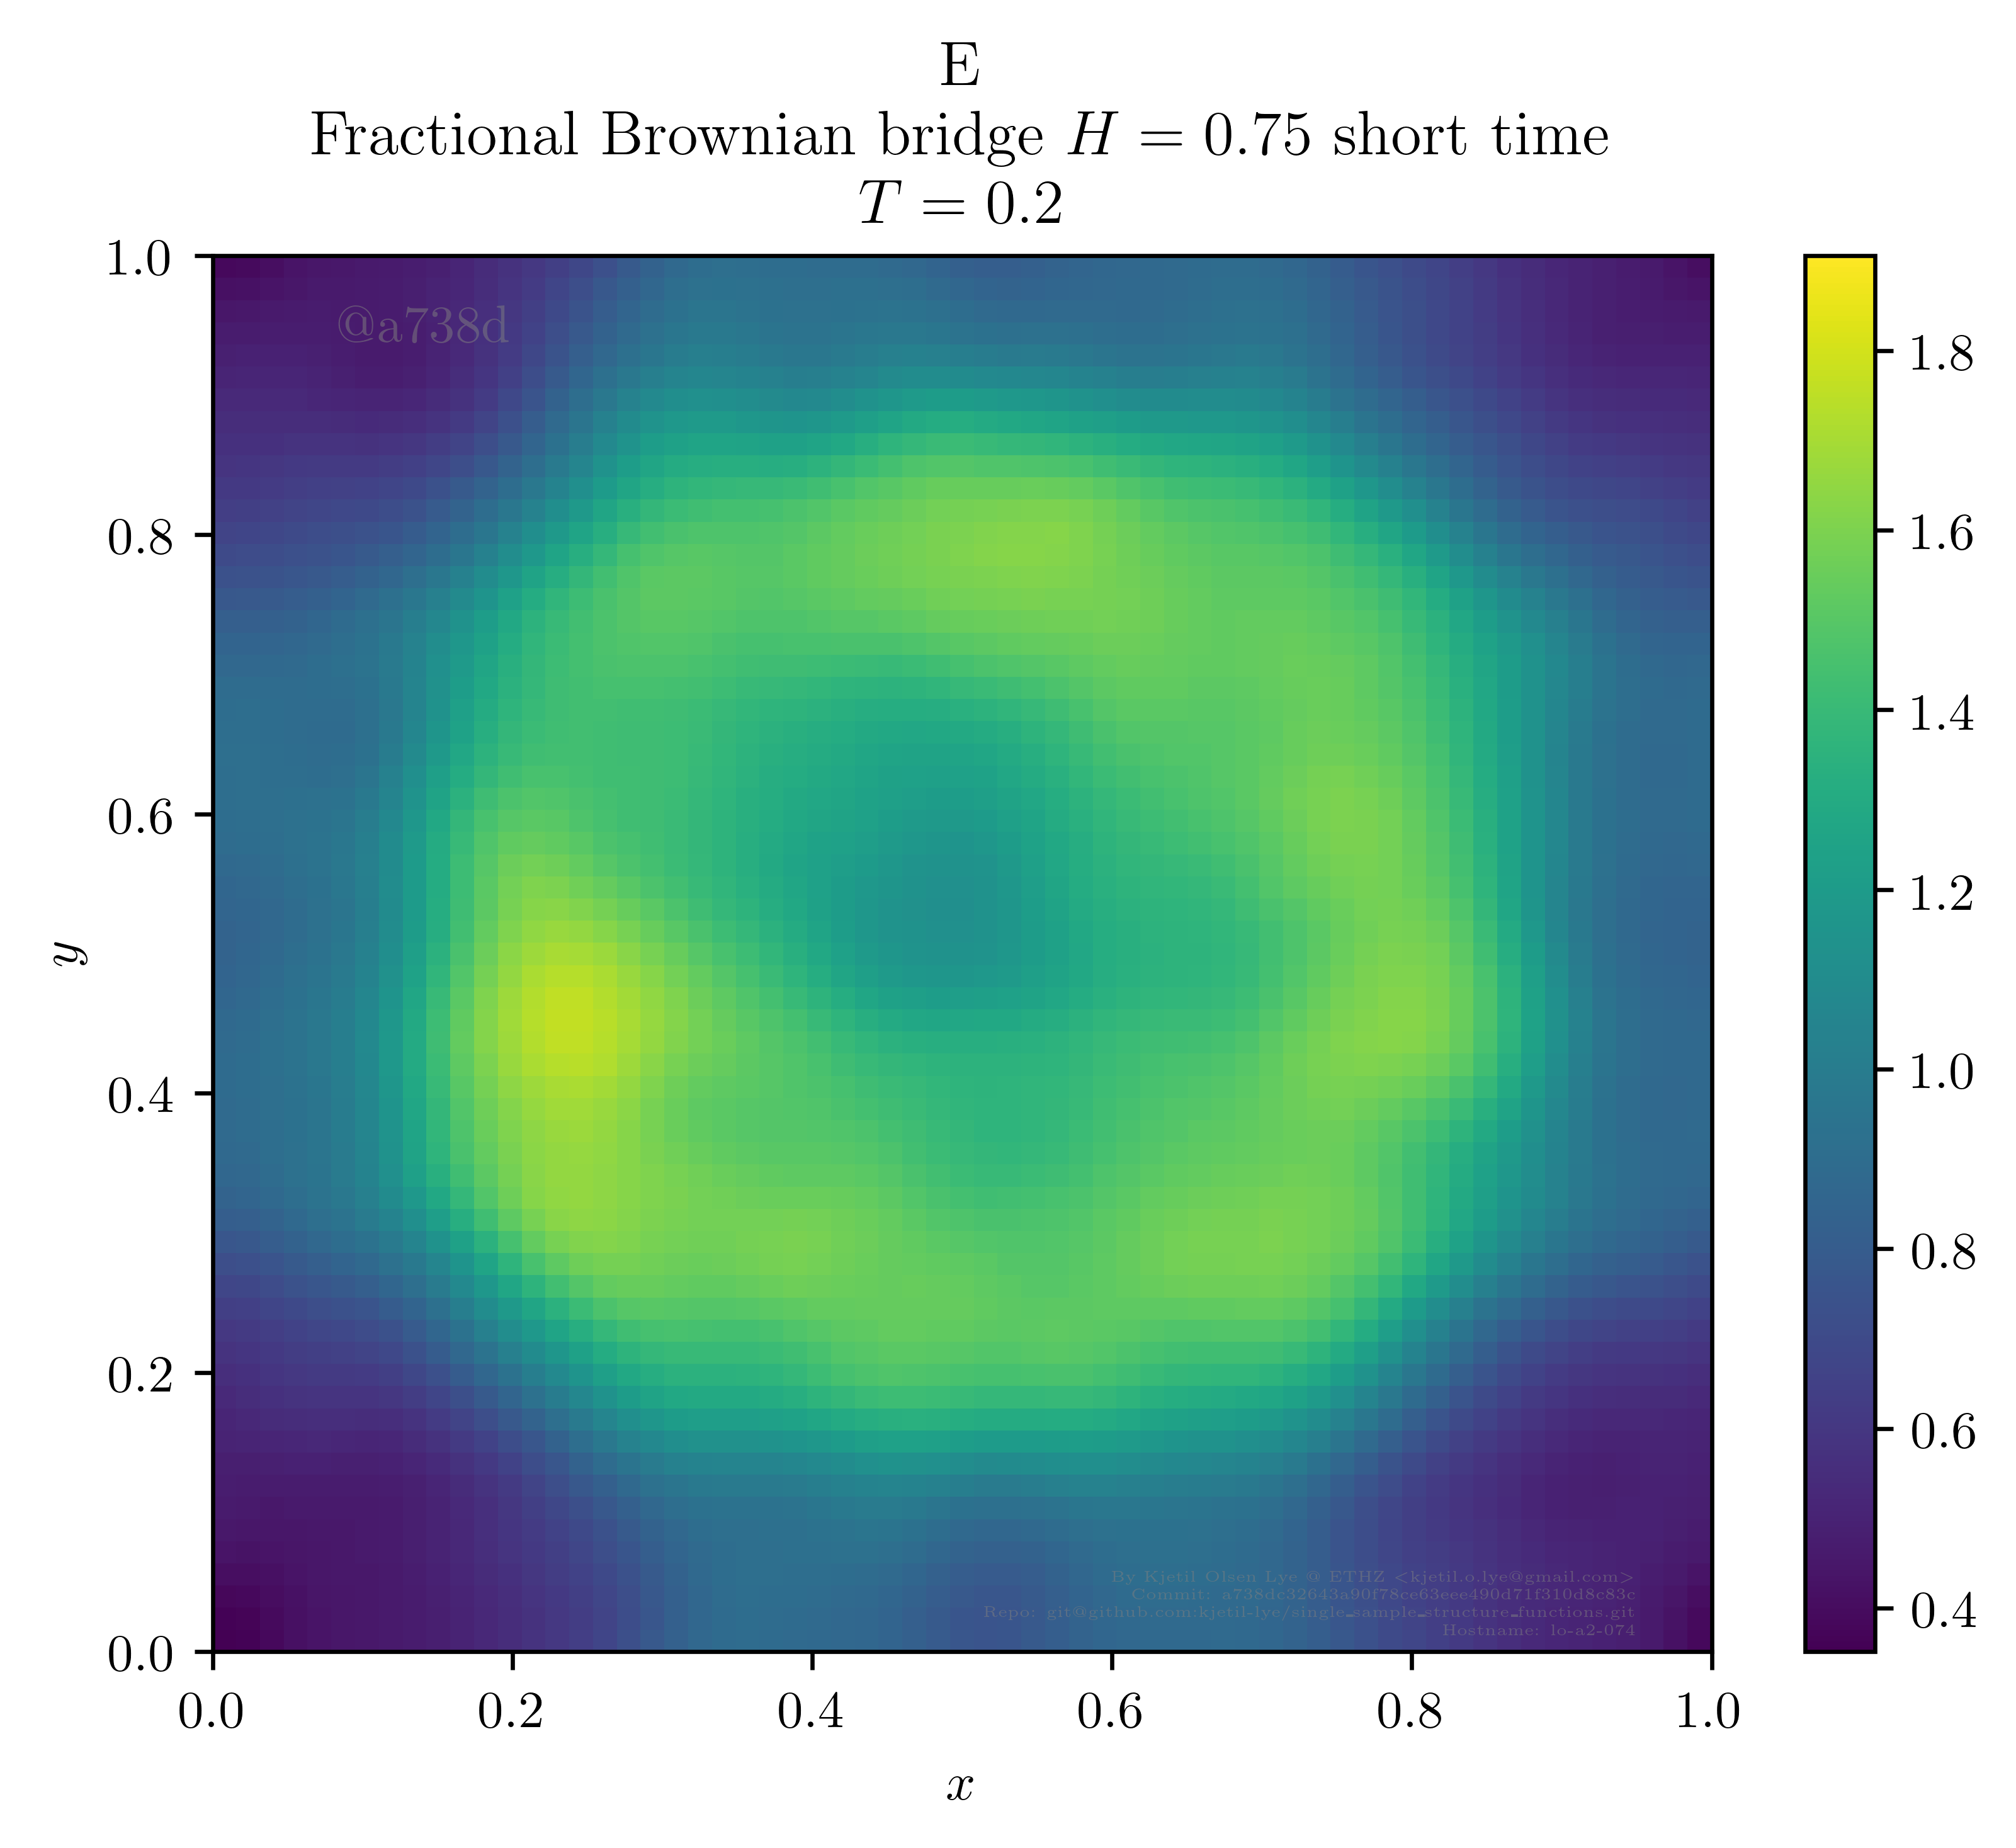 E
Fractional Brownian bridge H = 0.75 short time
T = 0.2
1.0
0.8
0.6
0.4
0.2
0.0
y
@a738d
By Kjetil Olsen Lye @ ETHZ <kjetil.o.lye@gmail.com>
Commit: a738dc32643a90f78ce63eee490d71f310d8c83c
Repo: git@github.com:kjetil-lye/single_sample_structure_functions.git
Hostname: lo-a2-074
0.0 0.2 0.4 0.6 0.8 1.0
x
1.8
1.6
1.4
1.2
1.0
0.8
0.6
0.4